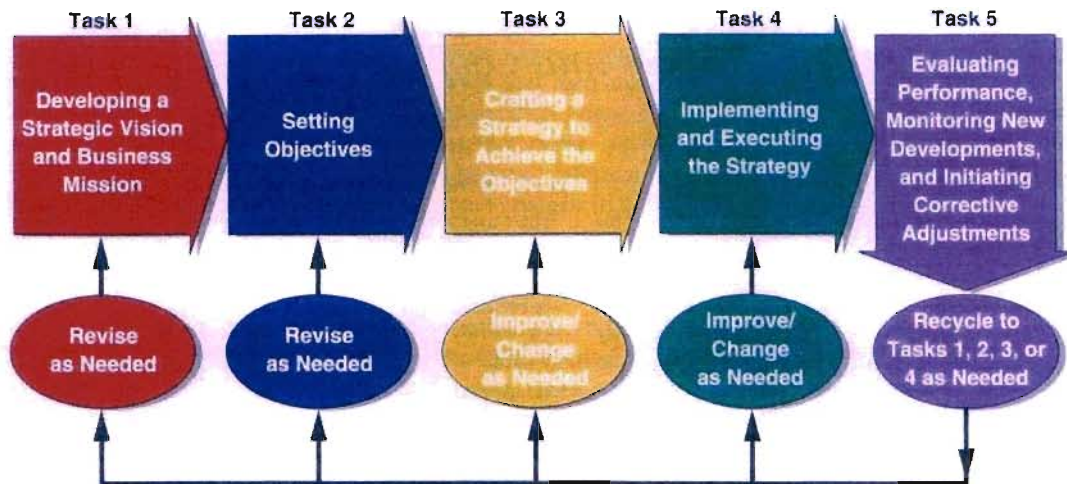 Task 1
Task 2
Task 3
Task 4
Task 5
Developing a
Strategic Vision
and Business
Mission
Setting
Objectives
Crafting a
Strategy to
Achieve the
Objectives
Implementing
and Executing
the Strategy
Evaluating
Performance,
Monitoring New
Developments,
and Initiating
Corrective
Adjustments
Revise
as Needed
Revise
as Needed
Improve/
Change
as Needed
Improve/
Change
as Needed
Recycle to
Tasks 1, 2, 3, or
4 as Needed